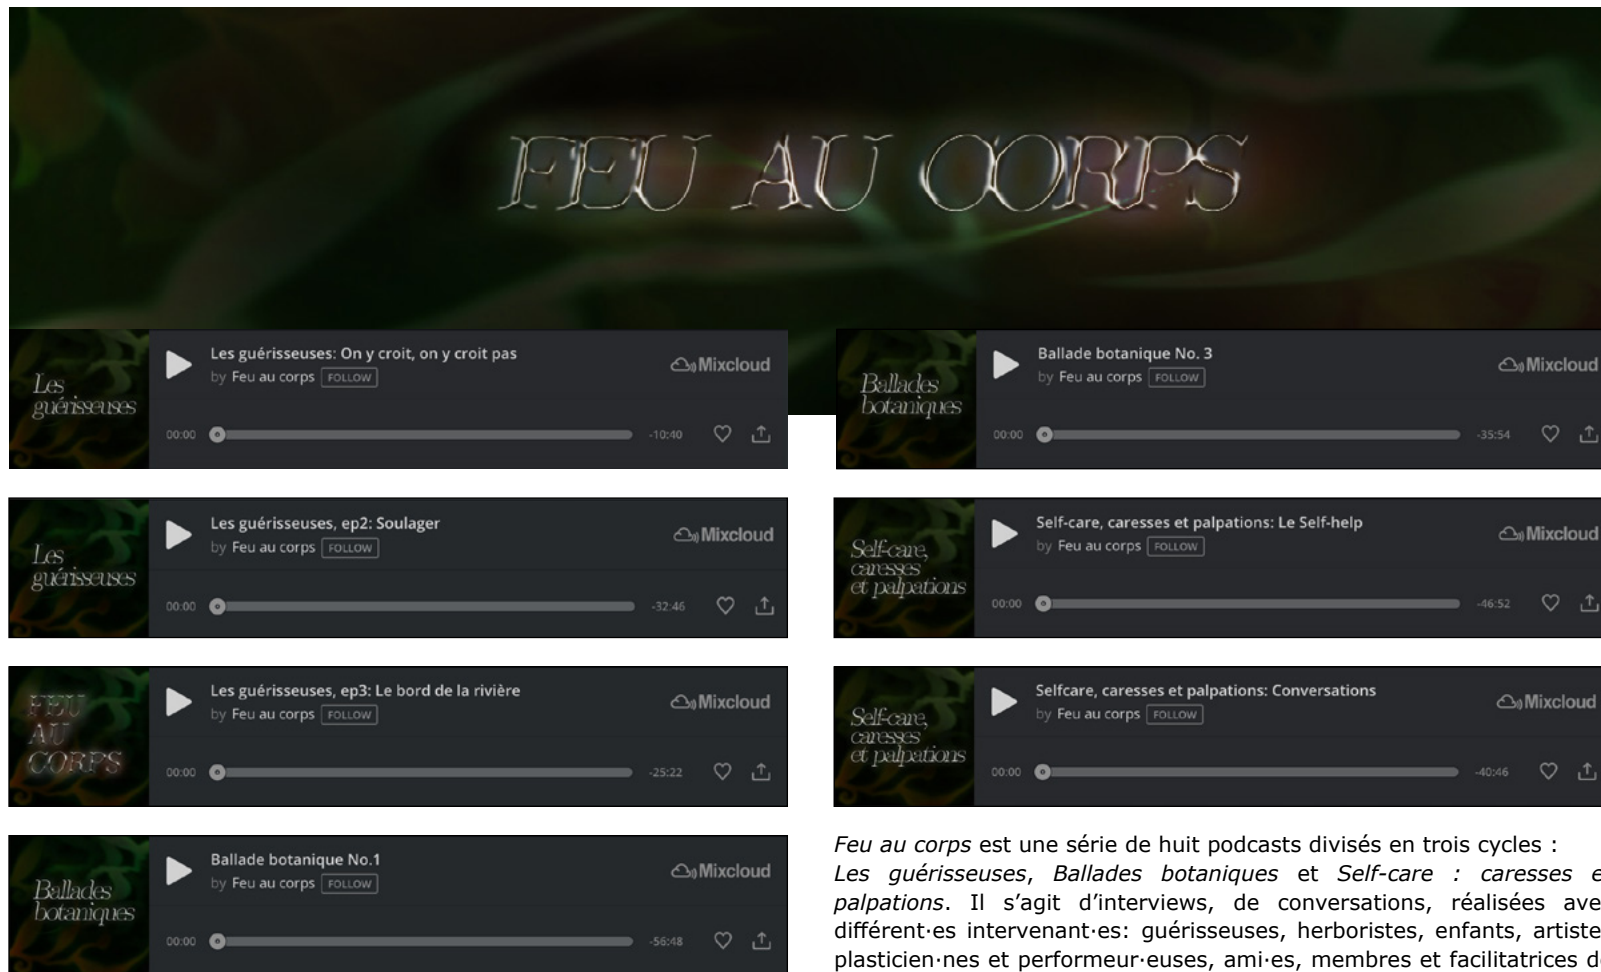 FEU AU CORPS
Les guérisseuses
Les guérisseuses: On y croit, on y croit pas
by Feu au corps FOLLOW
Mixcloud
00:00
-10:40
Les guérisseuses
Les guérisseuses, ep2: Soulager
by Feu au corps FOLLOW
Mixcloud
00:00
-32:46
FEU
AU
CORPS
Les guérisseuses, ep3: Le bord de la rivière
by Feu au corps FOLLOW
Mixcloud
00:00
-25:22
Ballades
botaniques
Ballade botanique No.1
by Feu au corps FOLLOW
Mixcloud
00:00
-56:48
Ballades
botaniques
Ballade botanique No. 3
by Feu au corps FOLLOW
Mixcloud
00:00
-35:54
Self-care,
caresses
et palpations
Self-care, caresses et palpations: Le Self-help
by Feu au corps FOLLOW
Mixcloud
00:00
-46:52
Self-care,
caresses
et palpations
Selfcare, caresses et palpations: Conversations
by Feu au corps FOLLOW
Mixcloud
00:00
-40:46
Feu au corps est une série de huit podcasts divisés en trois cycles :
Les guérisseuses, Ballades botaniques et Self-care : caresses e
palpations. Il s’agit d’interviews, de conversations, réalisées ave
différent·es intervenant·es: guérisseuses, herboristes, enfants, artiste
plasticien·nes et performeur·euses, ami·es, membres et facilitatrices d